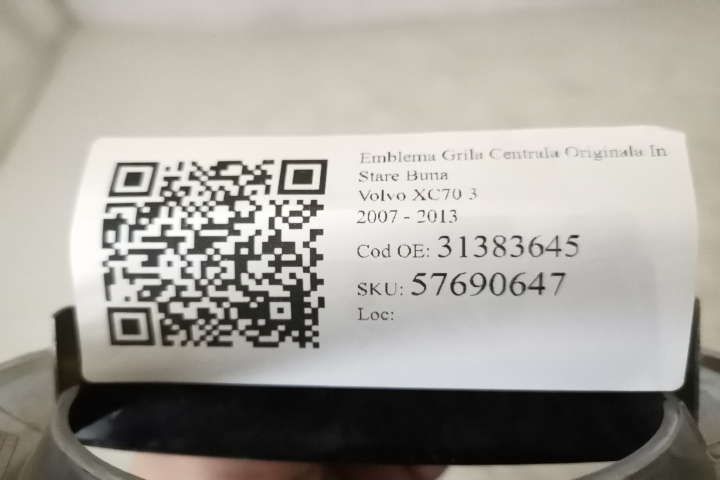 Emblema Grila Centrala Originala In
Stare Buna
Volvo XC70 3
2007 - 2013
Cod OE: 31383645
SKU: 57690647
Loc: